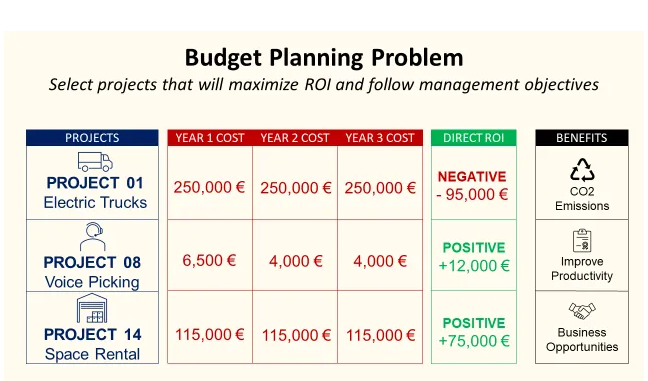 Budget Planning Problem
Select projects that will maximize ROI and follow management objectives
PROJECTS
YEAR 1 COST
YEAR 2 COST
YEAR 3 COST
DIRECT ROI
BENEFITS
PROJECT 01
Electric Trucks
250,000 €
250,000 €
250,000 €
NEGATIVE
- 95,000 €
CO2
Emissions
PROJECT 08
Voice Picking
6,500 €
4,000 €
4,000 €
POSITIVE
+12,000 €
Improve
Productivity
PROJECT 14
Space Rental
115,000 €
115,000 €
115,000 €
POSITIVE
+75,000 €
Business
Opportunities